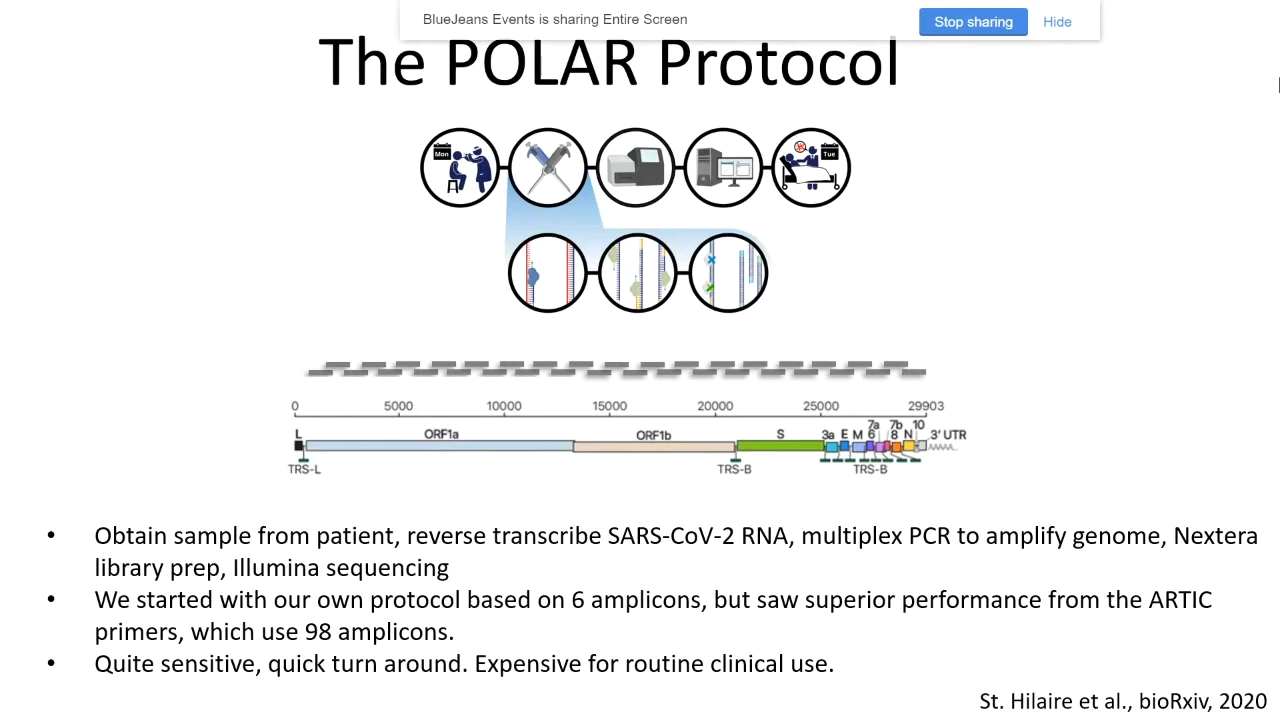 BlueJeans Events is sharing Entire Screen
Stop sharing
Hide
The POLAR Protocol
Mon
Tue
0 5000 10000 15000 20000 25000 29903
L ORF1a ORF1b S 3a E M 6 7a 7b 8 N 10 3' UTR
AAAAA...
TRS-L TRS-B TRS-B
• Obtain sample from patient, reverse transcribe SARS-CoV-2 RNA, multiplex PCR to amplify genome, Nextera
library prep, Illumina sequencing
• We started with our own protocol based on 6 amplicons, but saw superior performance from the ARTIC
primers, which use 98 amplicons.
• Quite sensitive, quick turn around. Expensive for routine clinical use.
St. Hilaire et al., bioRxiv, 2020